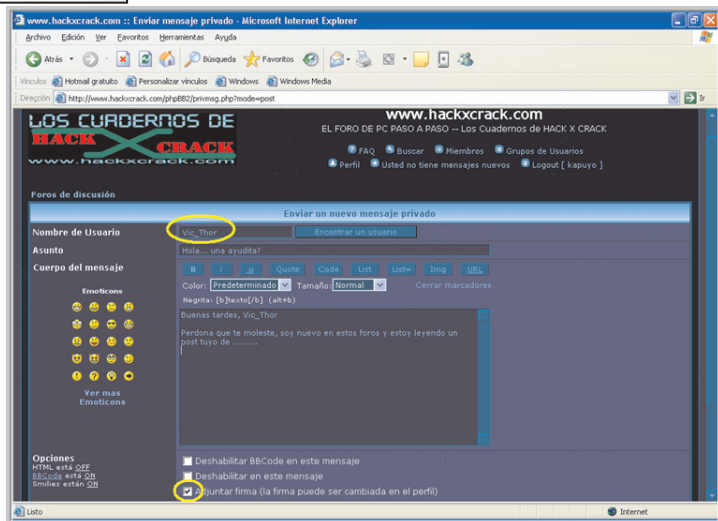 www.hackxcrack.com :: Enviar mensaje privado - Microsoft Internet Explorer
Archivo Edición Ver Favoritos Herramientas Ayuda
Atrás Búsqueda Favoritos
Vínculos Hotmail gratuito Personalizar vínculos Windows Windows Media
Dirección http://www.hackxcrack.com/phpBB2/privmsg.php?mode=post Ir
LOS CUADERNOS DE
HACK X CRACK
www.hackxcrack.com
www.hackxcrack.com
EL FORO DE PC PASO A PASO -- Los Cuadernos de HACK X CRACK
FAQ Buscar Miembros Grupos de Usuarios
Perfil Usted no tiene mensajes nuevos Logout [ kapuyo ]
Foros de discusión
Enviar un nuevo mensaje privado
Nombre de Usuario Vic_Thor Encontrar un usuario
Asunto Hola... una ayudita?
Cuerpo del mensaje B i u Quote Code List List= Img URL
Color: Predeterminado Tamaño: Normal Cerrar marcadores
Negrita: [b]texto[/b] (alt+b)
Emoticons
Buenas tardes, Vic_Thor
Perdona que te moleste, soy nuevo en estos foros y estoy leyendo un
post tuyo de .........
Ver mas
Emoticons
Opciones
HTML está OFF
BBCode está ON
Smilies están ON
Deshabilitar BBCode en este mensaje
Deshabilitar en este mensaje
Adjuntar firma (la firma puede ser cambiada en el perfil)
Listo Internet